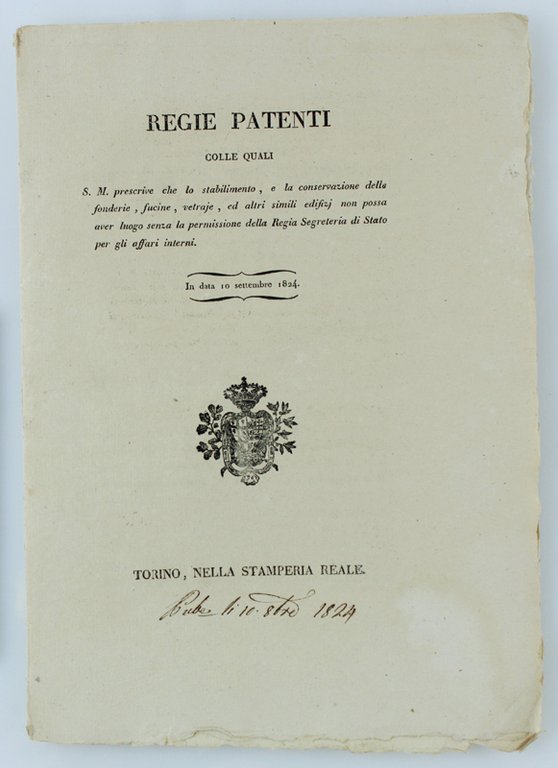 REGIE PATENTI
COLLE QUALI
S. M. prescrive che lo stabilimento, e la conservazione delle
fonderie, fucine, vetraje, ed altri simili edifizj non possa
aver luogo senza la permissione della Regia Segreteria di Stato
per gli affari interni.
In data 10 settembre 1824.
TORINO, NELLA STAMPERIA REALE.
li 10. 8bre 1824